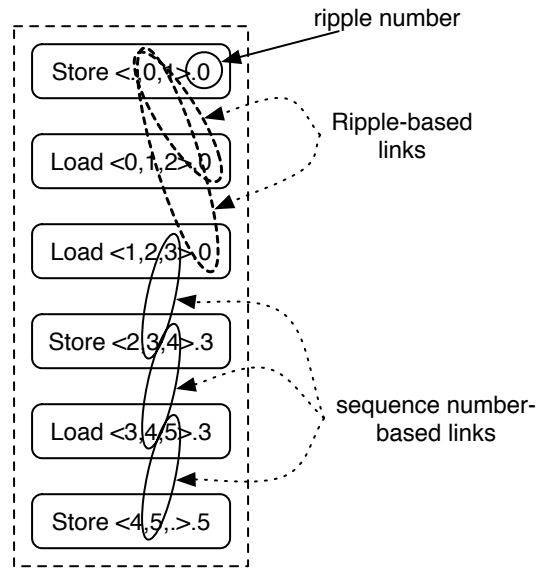 ripple number
Store <.,0,1>.0
Ripple-based
links
Load <0,1,2>.0
Load <1,2,3>.0
Store <2,3,4>.3
sequence number-
based links
Load <3,4,5>.3
Store <4,5,.>.5